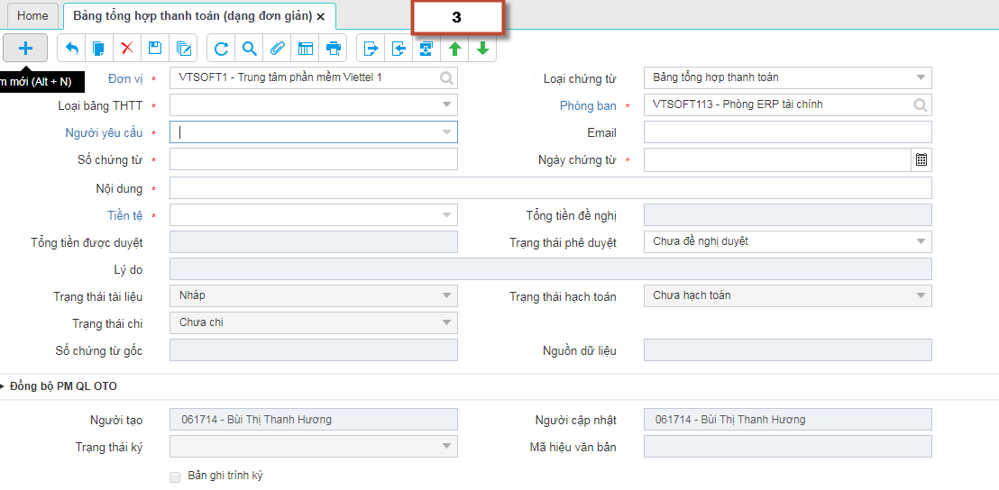 Home
Bảng tổng hợp thanh toán (dạng đơn giản)
3
m mới (Alt + N)
Đơn vị * VTSOFT1 - Trung tâm phần mềm Viettel 1
Loại chứng từ Bảng tổng hợp thanh toán
Loại bảng THTT *
Phòng ban * VTSOFT113 - Phòng ERP tài chính
Người yêu cầu *
Email
Số chứng từ *
Ngày chứng từ *
Nội dung *
Tiền tệ *
Tổng tiền đề nghị
Tổng tiền được duyệt
Trạng thái phê duyệt Chưa đề nghị duyệt
Lý do
Trạng thái tài liệu Nháp
Trạng thái hạch toán Chưa hạch toán
Trạng thái chi Chưa chi
Số chứng từ gốc
Nguồn dữ liệu
Đồng bộ PM QL OTO
Người tạo 061714 - Bùi Thị Thanh Hương
Người cập nhật 061714 - Bùi Thị Thanh Hương
Trạng thái ký
Mã hiệu văn bản
Bản ghi trình ký